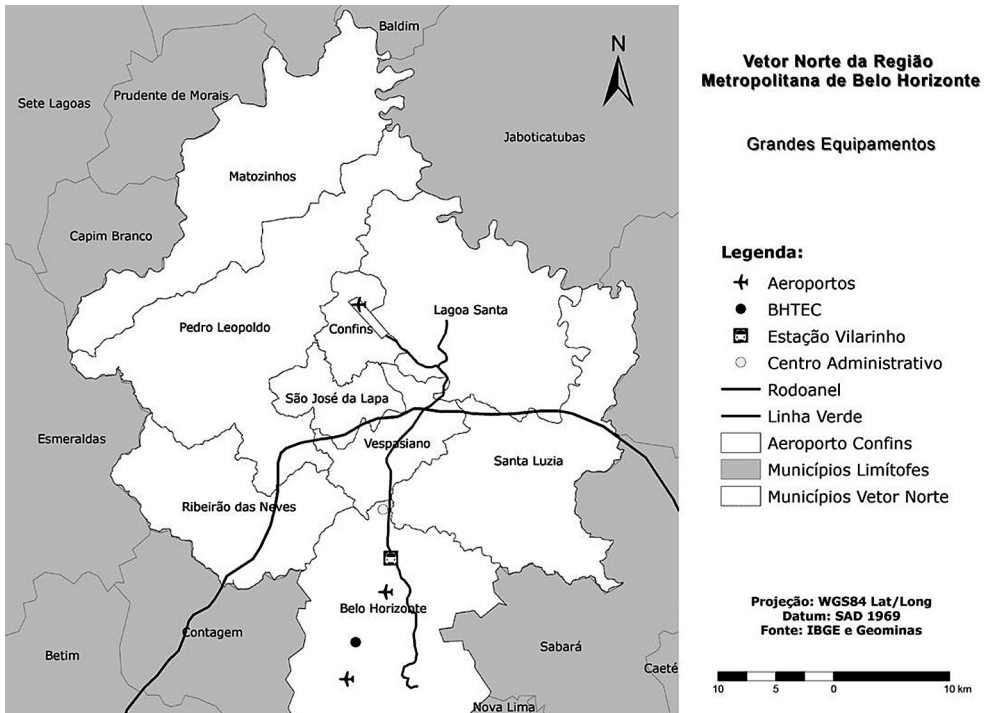 Baldim
N
Sete Lagoas
Prudente de Morais
Jaboticatubas
Matozinhos
Capim Branco
Pedro Leopoldo
Confins
Lagoa Santa
São José da Lapa
Esmeraldas
Vespasiano
Santa Luzia
Ribeirão das Neves
Belo Horizonte
Contagem
Sabará
Betim
Caeté
Nova Lima
Vetor Norte da Região
Metropolitana de Belo Horizonte
Grandes Equipamentos
Legenda:
Aeroportos
BHTEC
Estação Vilarinho
Centro Administrativo
Rodoanel
Linha Verde
Aeroporto Confins
Municípios Limítofes
Municípios Vetor Norte
Projeção: WGS84 Lat/Long
Datum: SAD 1969
Fonte: IBGE e Geominas
10 5 0 10 km